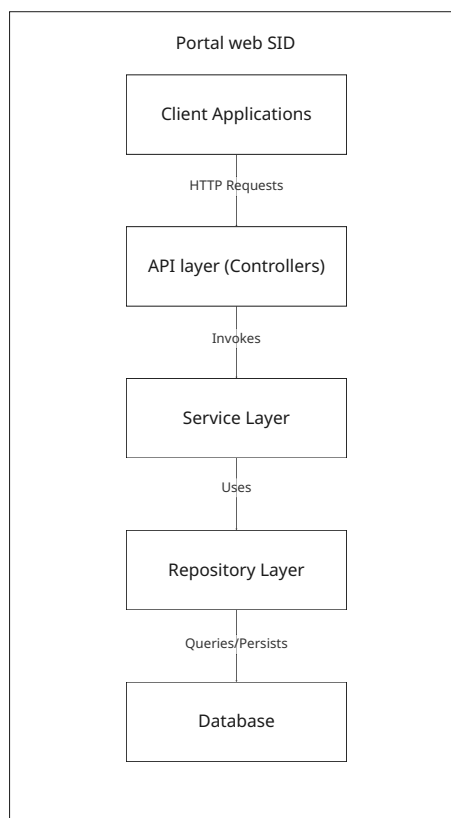 Portal web SID
Client Applications
HTTP Requests
API layer (Controllers)
Invokes
Service Layer
Uses
Repository Layer
Queries/Persists
Database